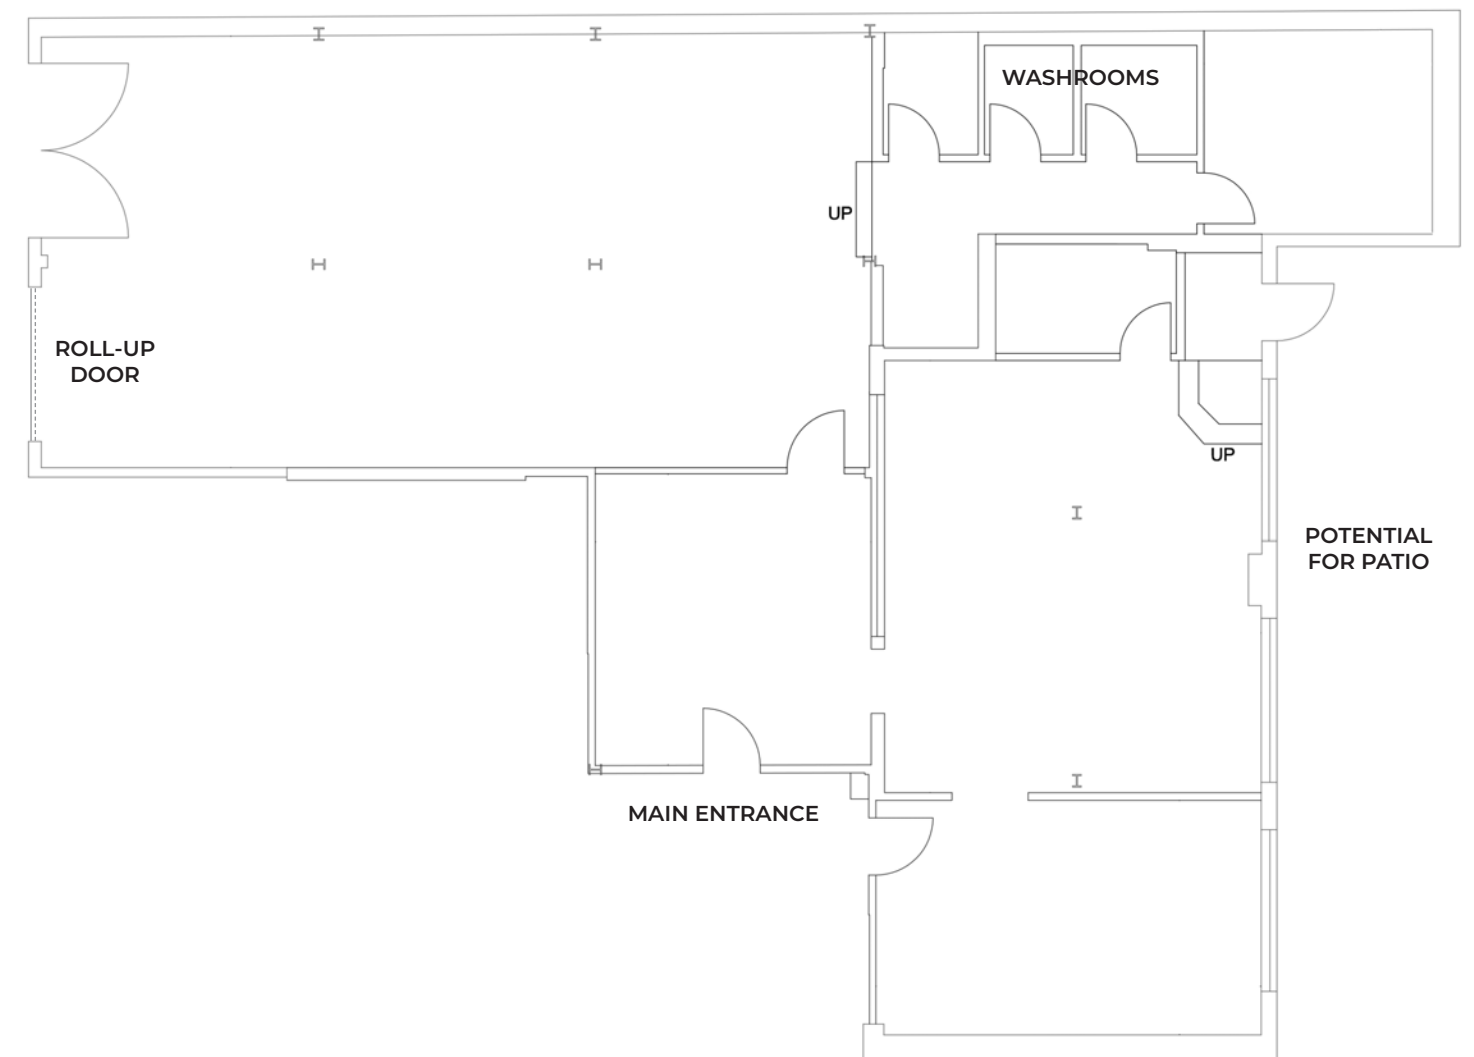 WASHROOMS
UP
ROLL-UP
DOOR
UP
POTENTIAL
FOR PATIO
MAIN ENTRANCE